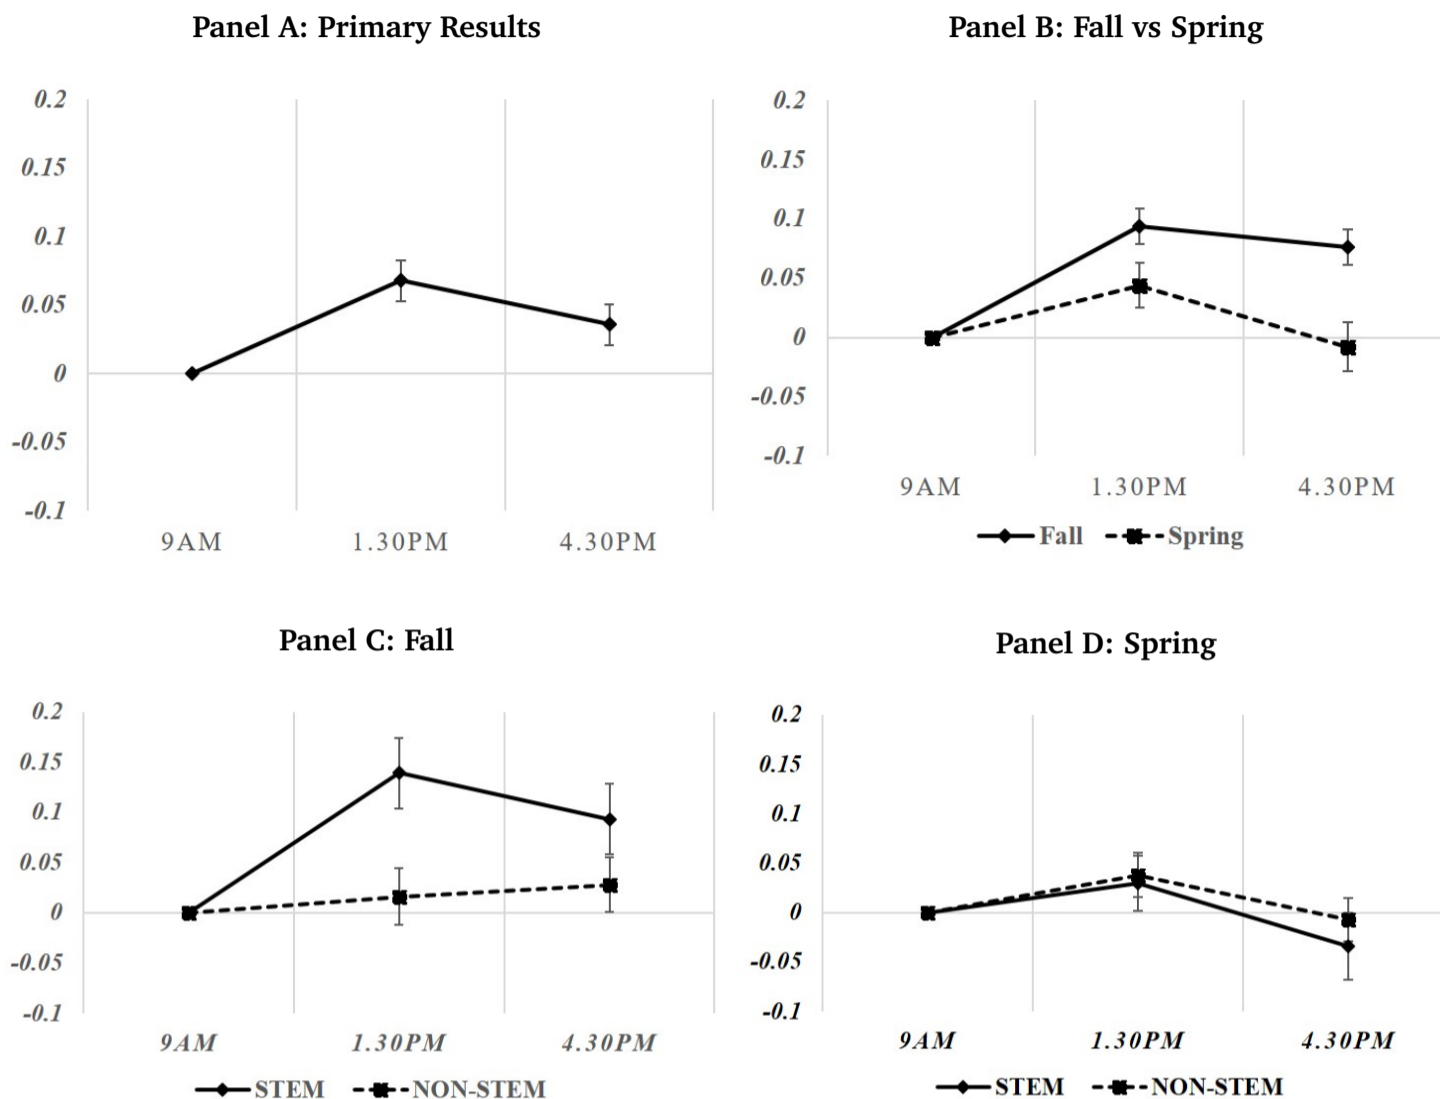 Panel A: Primary Results
0.2
0.15
0.1
0.05
0
-0.05
-0.1
9AM 1.30PM 4.30PM
Panel B: Fall vs Spring
0.2
0.15
0.1
0.05
0
-0.05
-0.1
9AM 1.30PM 4.30PM
Fall Spring
Panel C: Fall
0.2
0.15
0.1
0.05
0
-0.05
-0.1
9AM 1.30PM 4.30PM
STEM NON-STEM
Panel D: Spring
0.2
0.15
0.1
0.05
0
-0.05
-0.1
9AM 1.30PM 4.30PM
STEM NON-STEM